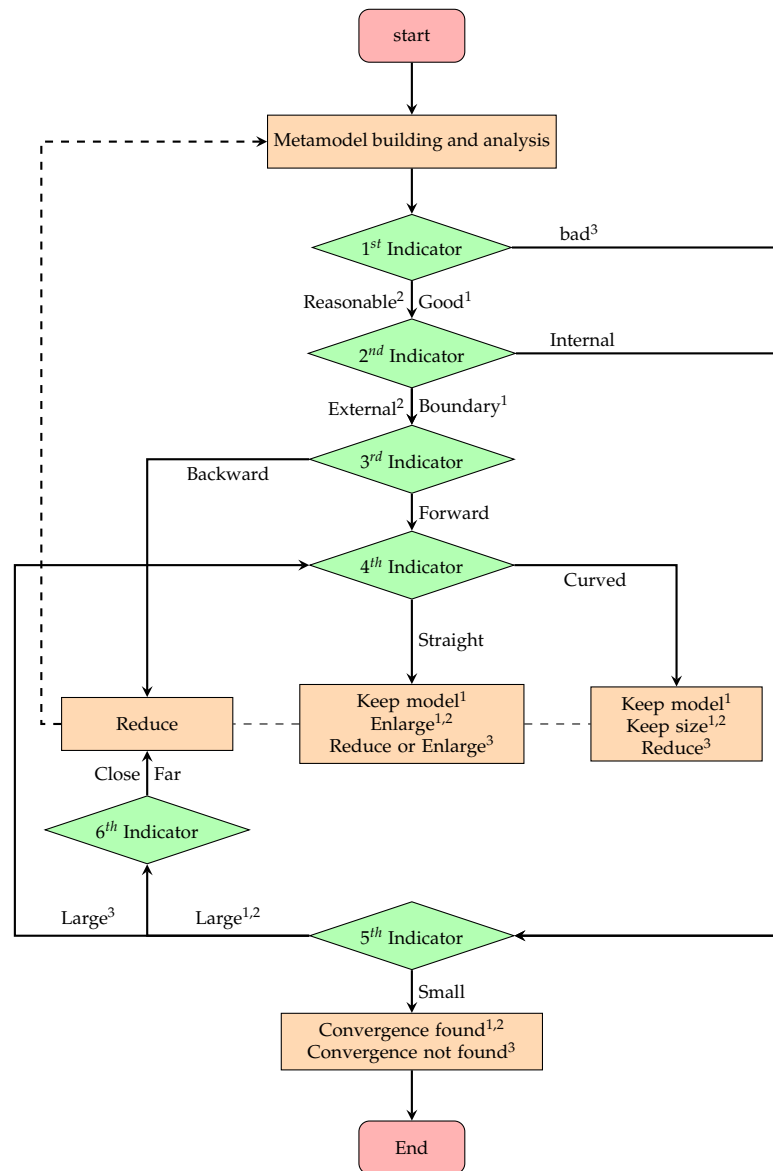 start
Metamodel building and analysis
1ˢᵗ Indicator
bad³
Reasonable² Good¹
2ⁿᵈ Indicator
Internal
External² Boundary¹
3ʳᵈ Indicator
Backward
Forward
4ᵗʰ Indicator
Curved
Straight
Reduce
Keep model¹
Enlarge¹,²
Reduce or Enlarge³
Keep model¹
Keep size¹,²
Reduce³
Close Far
6ᵗʰ Indicator
Large³
Large¹,²
5ᵗʰ Indicator
Small
Convergence found¹,²
Convergence not found³
End